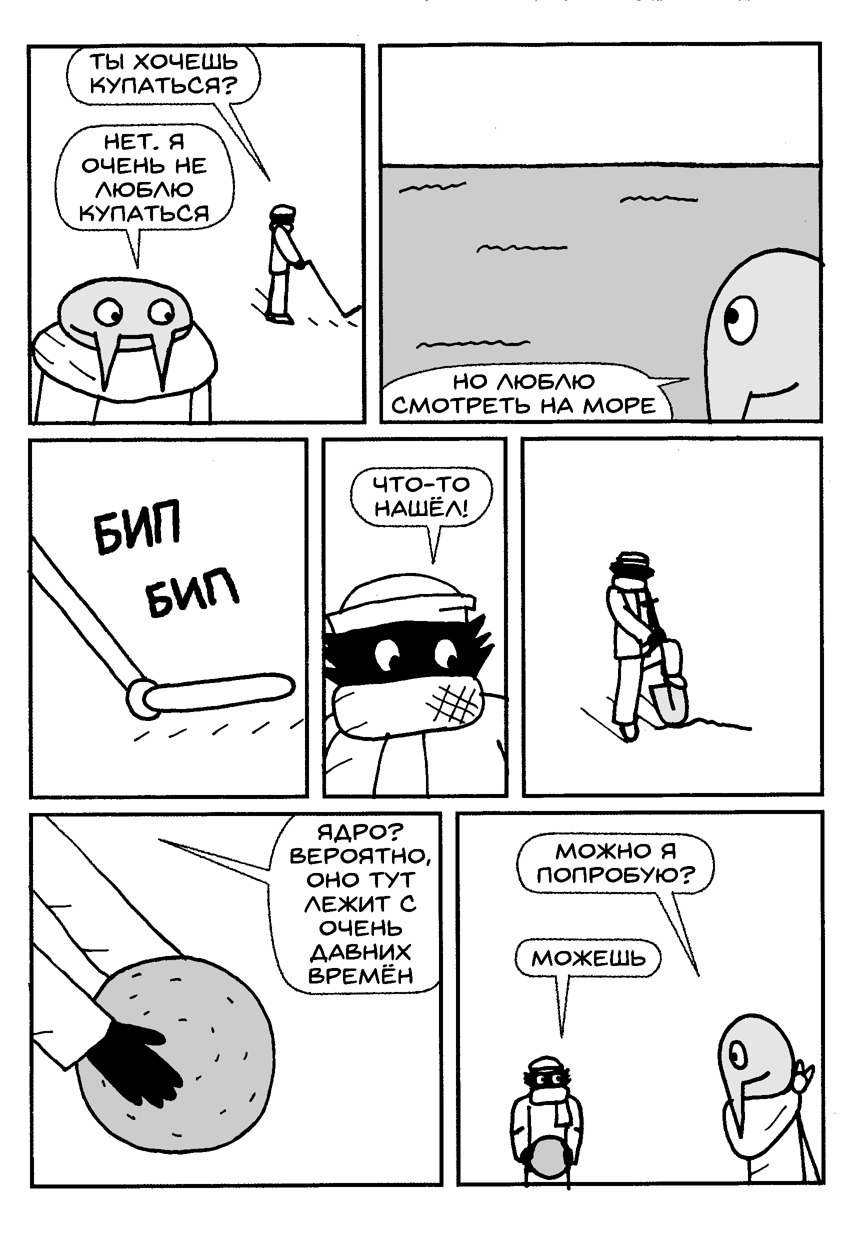 ТЫ ХОЧЕШЬ
КУПАТЬСЯ?
НЕТ. Я
ОЧЕНЬ НЕ
ЛЮБЛЮ
КУПАТЬСЯ
НО ЛЮБЛЮ
СМОТРЕТЬ НА МОРЕ
БИП
БИП
ЧТО-ТО
НАШЁЛ!
ЯДРО?
ВЕРОЯТНО,
ОНО ТУТ
ЛЕЖИТ С
ОЧЕНЬ
ДАВНИХ
ВРЕМЁН
МОЖНО Я
ПОПРОБУЮ?
МОЖЕШЬ